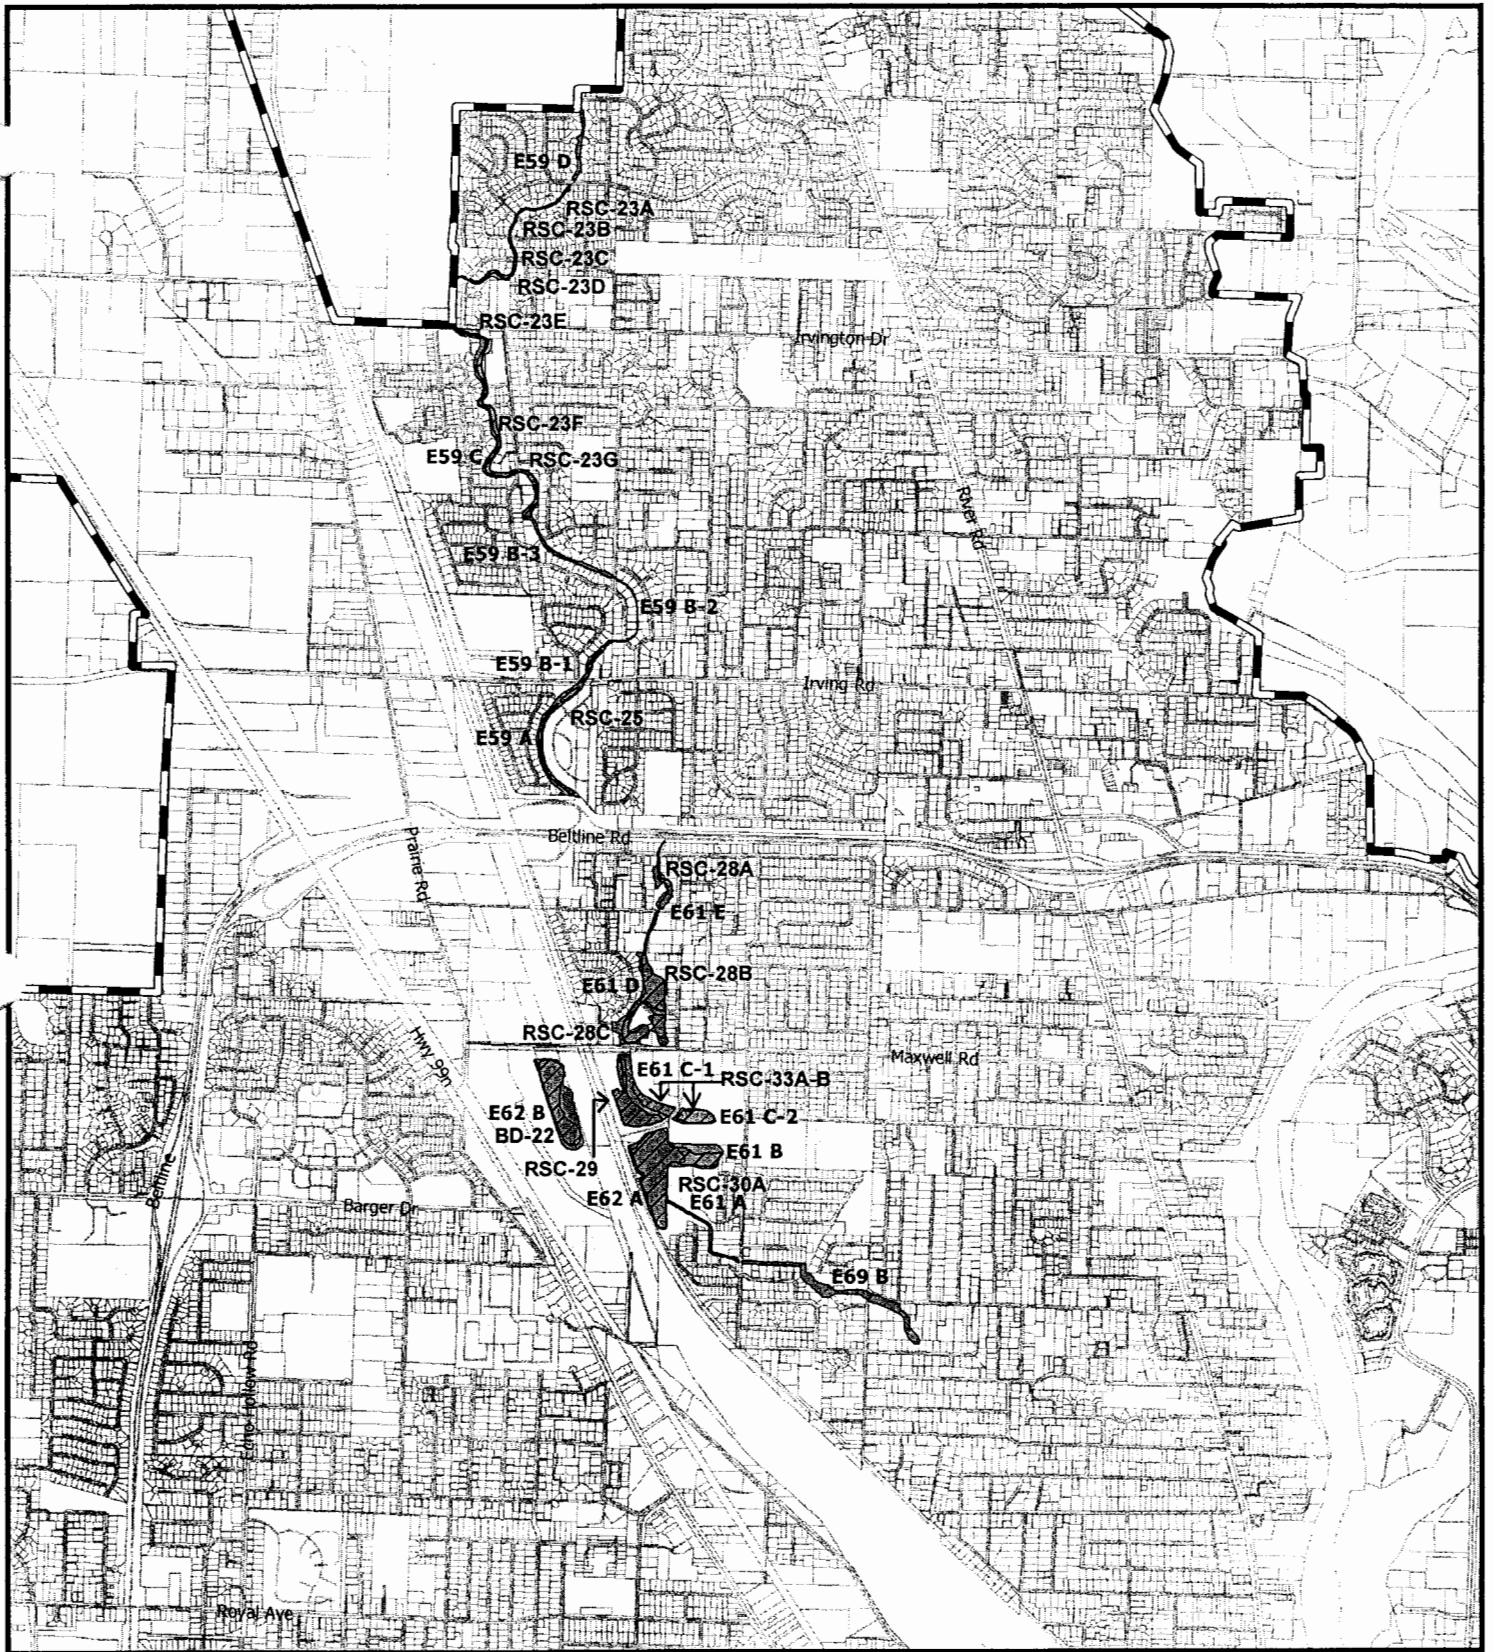 E59 D
RSC-23A
RSC-23B
RSC-23C
RSC-23D
RSC-23E
Irvington Dr
RSC-23F
E59 C
RSC-23G
River Rd
E59 B-3
E59 B-2
E59 B-1
Irving Rd
RSC-25
E59 A
Beltline Rd
Prairie Rd
RSC-28A
E61 E
RSC-28B
E61 D
RSC-28C
Hwy 99n
Maxwell Rd
E61 C-1
RSC-33A-B
E62 B
BD-22
E61 C-2
E61 B
RSC-29
RSC-30A
E62 A
E61 A
Beltline
Barger Dr
E69 B
Echo Hollow Rd
Royal Ave